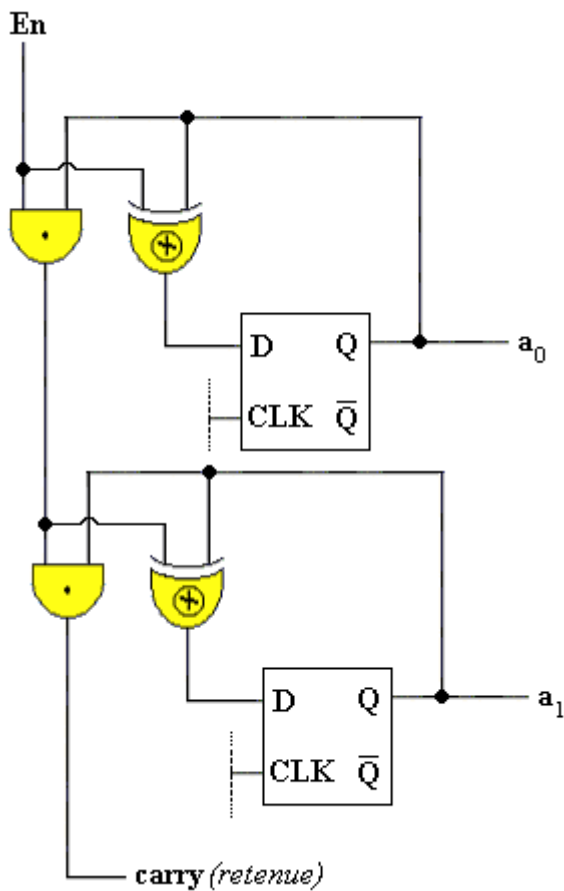 En
D Q
a0
CLK Q̅
D Q
a1
CLK Q̅
carry (retenue)